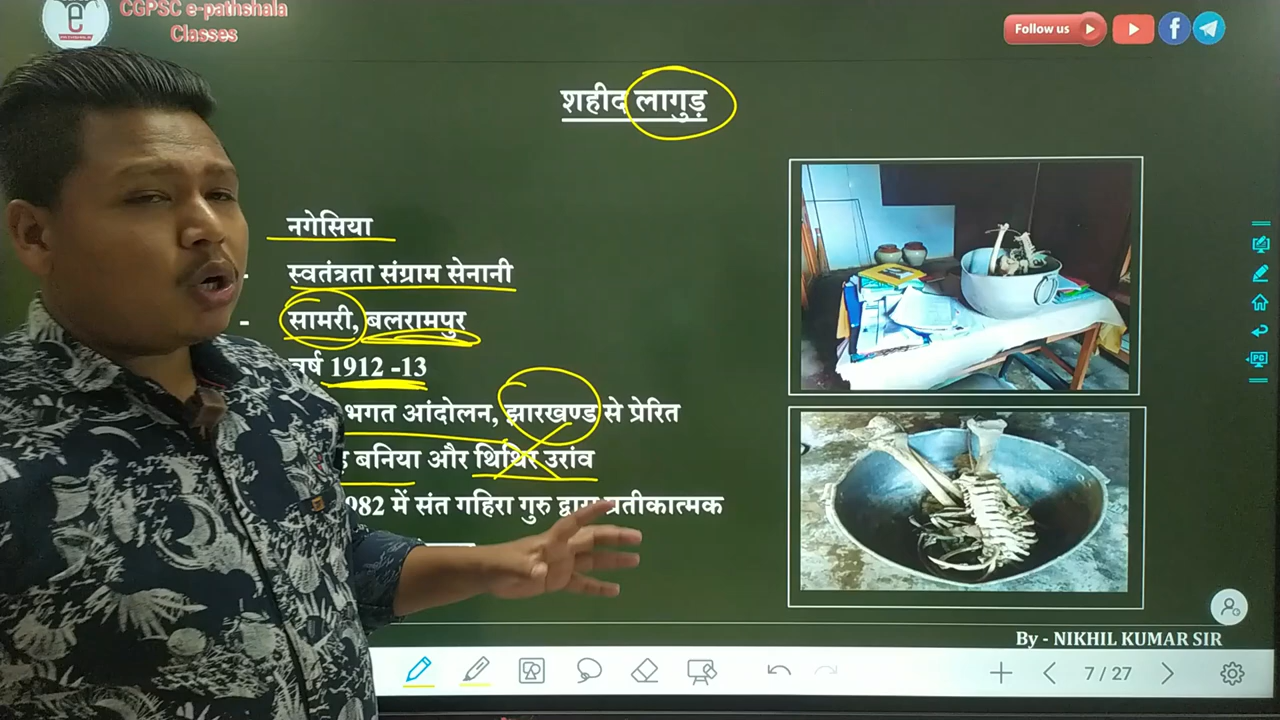 CGPSC e-pathshala
Classes
Follow us
शहीद लागुड़
नगेसिया
- स्वतंत्रता संग्राम सेनानी
- सामरी, बलरामपुर
वर्ष 1912 -13
भगत आंदोलन, झारखण्ड से प्रेरित
बनिया और थिथिर उरांव
982 में संत गहिरा गुरु द्वारा प्रतीकात्मक
By - NIKHIL KUMAR SIR
7 / 27